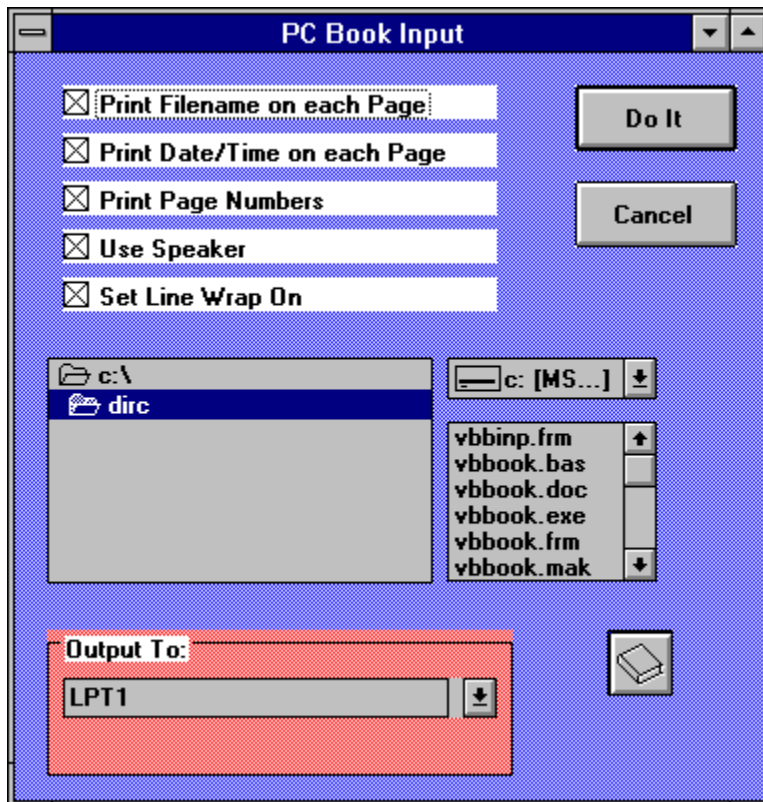 PC Book Input
Print Filename on each Page
Do It
Print Date/Time on each Page
Print Page Numbers
Cancel
Use Speaker
Set Line Wrap On
c:\
c: [MS...]
dirc
vbbinp.frm
vbbook.bas
vbbook.doc
vbbook.exe
vbbook.frm
vbbook.mak
Output To:
LPT1